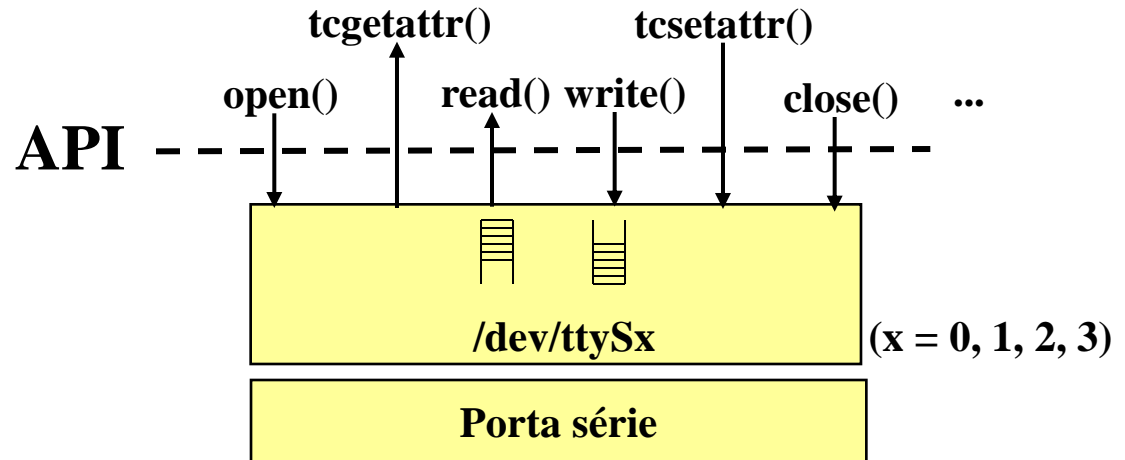 tcgetattr() tcsetattr()
open() read() write() close() ...
API
/dev/ttySx (x = 0, 1, 2, 3)
Porta série